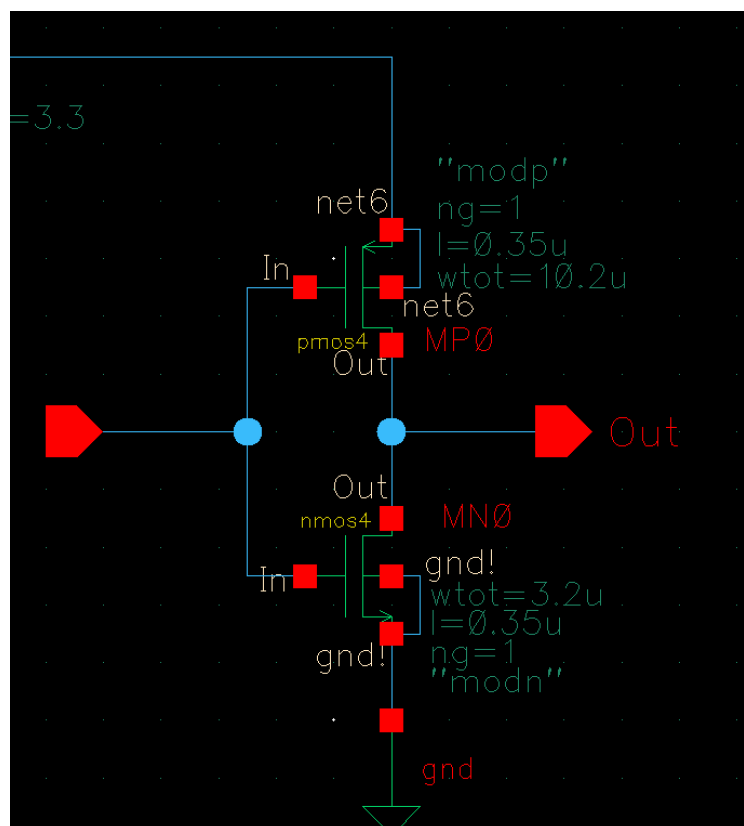 =3.3
"modp"
net6
ng=1
l=0.35u
In
wtot=10.2u
net6
pmos4
MP0
Out
Out
Out
nmos4
MN0
gnd!
In
wtot=3.2u
l=0.35u
gnd!
ng=1
"modn"
gnd